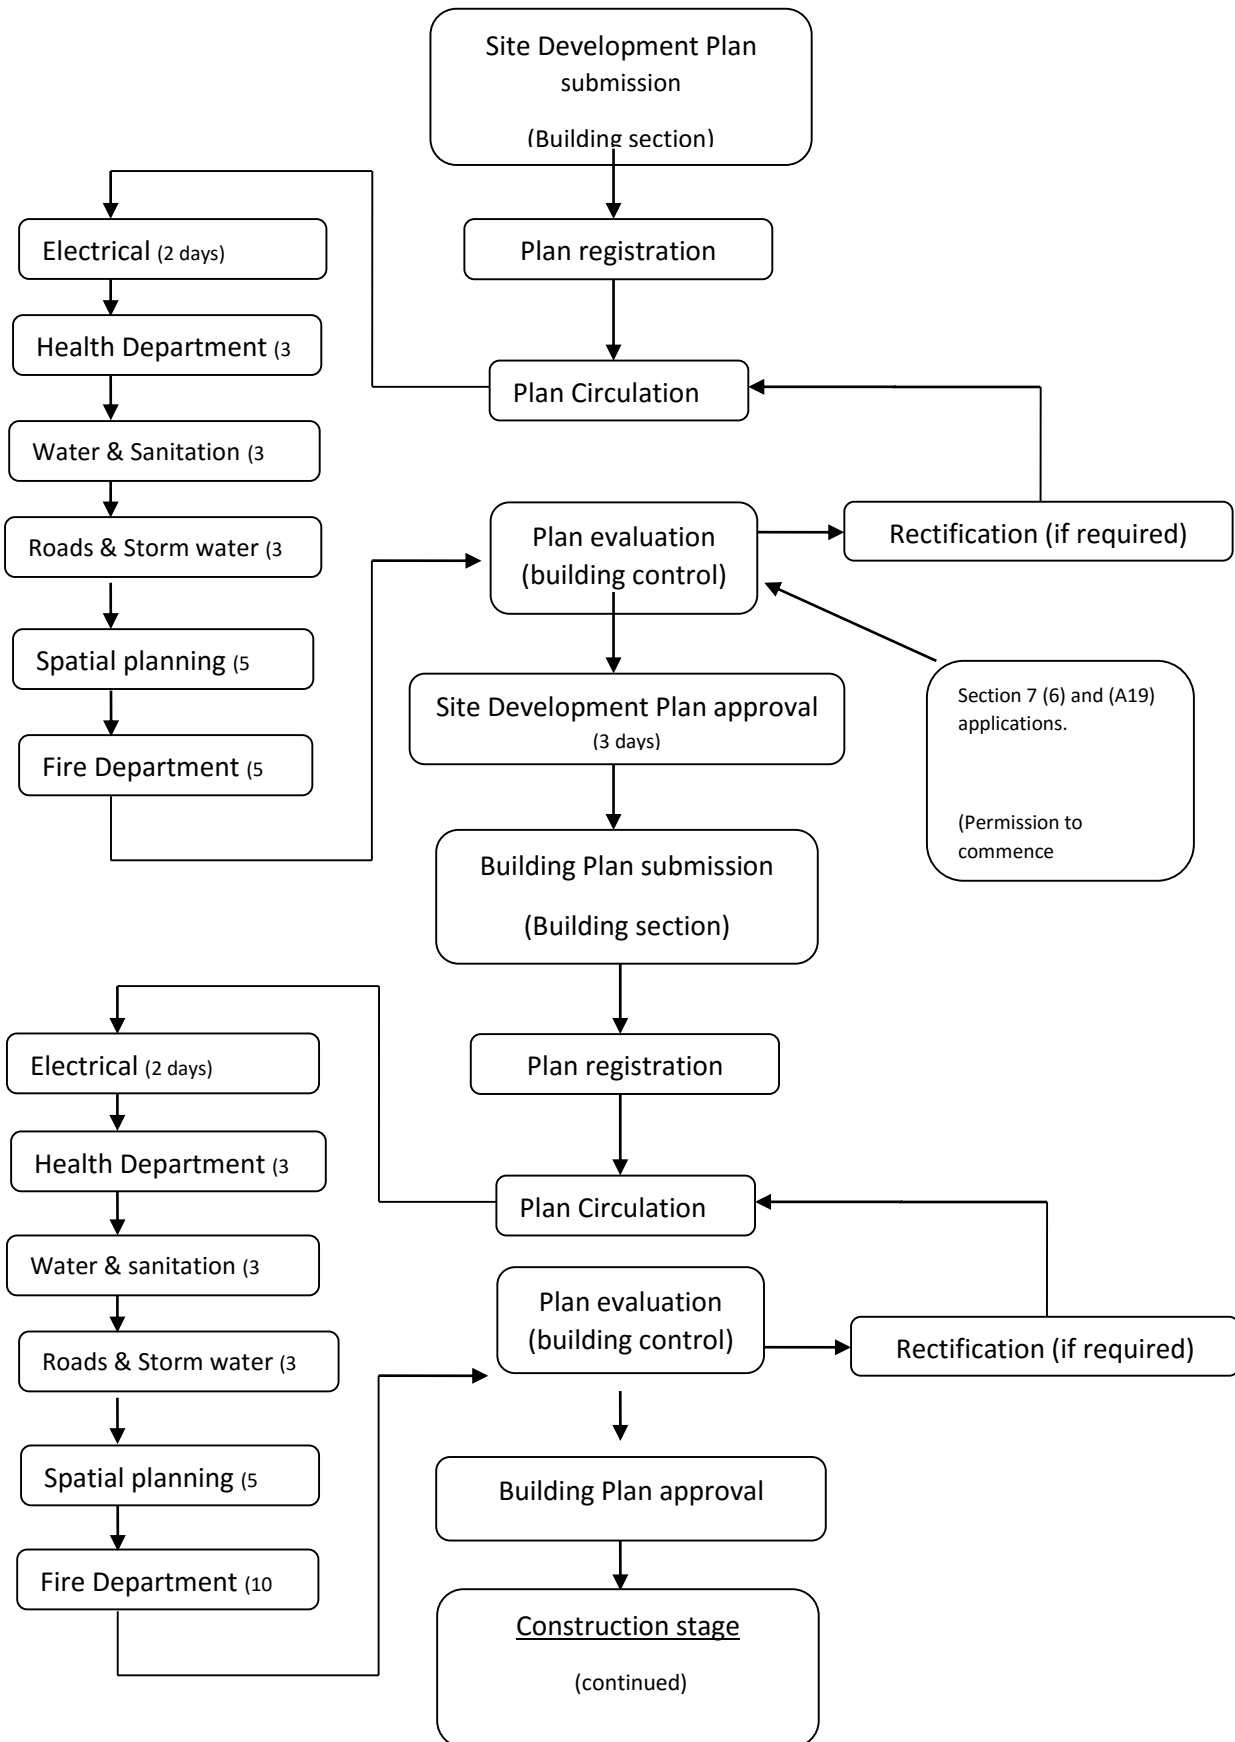 Site Development Plan
submission
(Building section)
Electrical (2 days)
Plan registration
Health Department (3
Plan Circulation
Water & Sanitation (3
Roads & Storm water (3
Plan evaluation
(building control)
Rectification (if required)
Spatial planning (5
Site Development Plan approval
(3 days)
Section 7 (6) and (A19)
applications.
(Permission to
commence
Fire Department (5
Building Plan submission
(Building section)
Electrical (2 days)
Plan registration
Health Department (3
Plan Circulation
Water & sanitation (3
Plan evaluation
(building control)
Roads & Storm water (3
Rectification (if required)
Spatial planning (5
Building Plan approval
Fire Department (10
Construction stage
(continued)